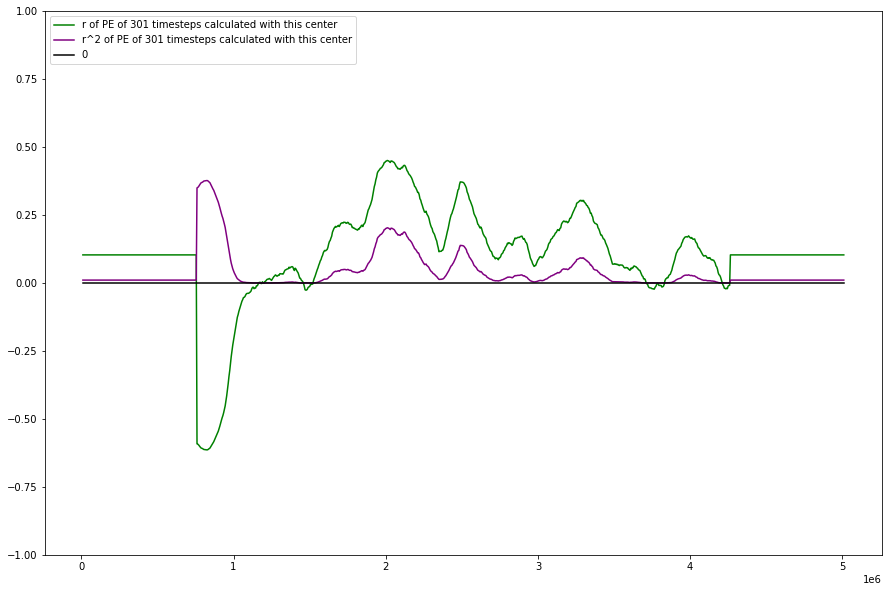 r of PE of 301 timesteps calculated with this center
r^2 of PE of 301 timesteps calculated with this center
0
1.00
0.75
0.50
0.25
0.00
−0.25
−0.50
−0.75
−1.00
0 1 2 3 4 5
1e6